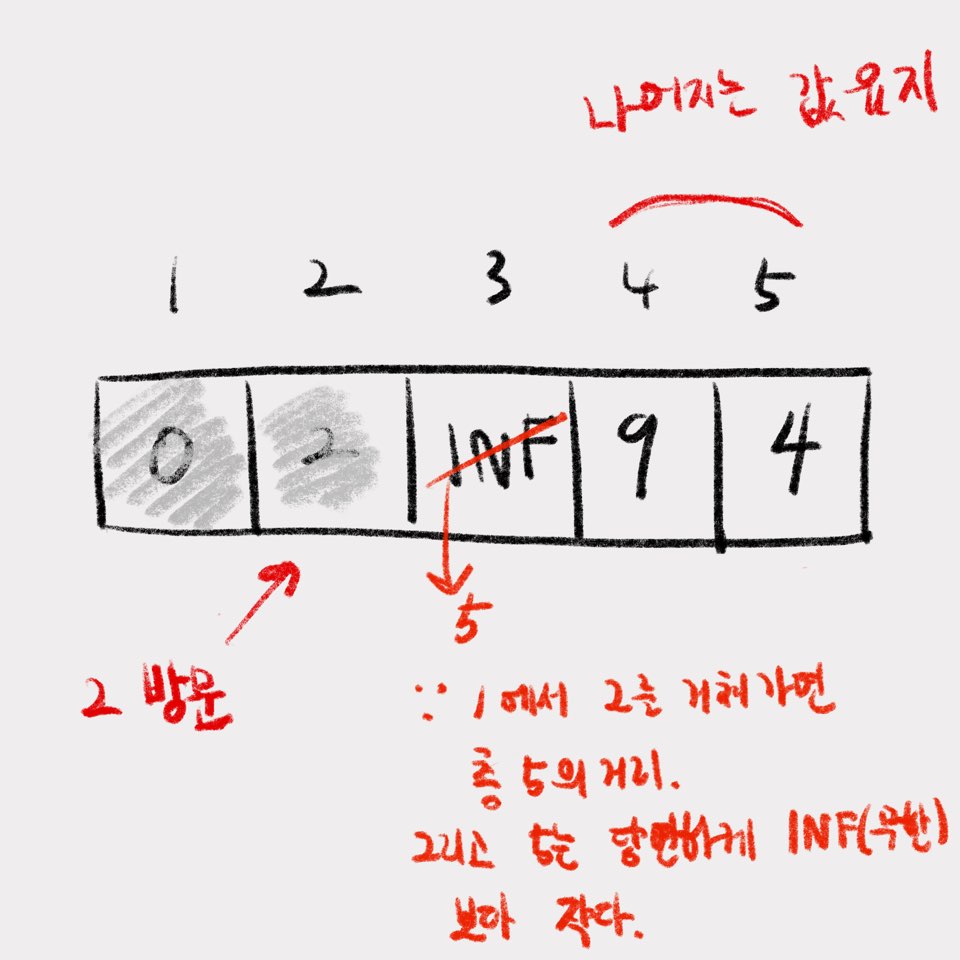 나머지는 값유지
1 2 3 4 5
0 2 INF 9 4
5
2 방문
∵ 1에서 2를 거쳐가면
총 5의 거리.
그리고 5는 당연하게 INF(무한)
보다 작다.